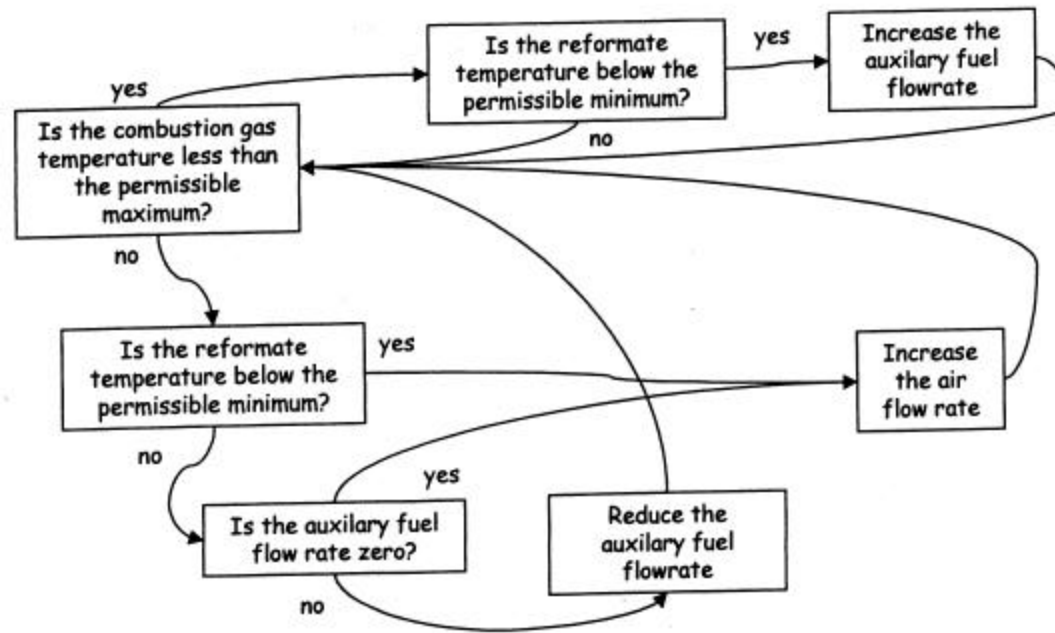 Is the reformate
temperature below the
permissible minimum?
yes
Increase the
auxilary fuel
flowrate
yes
no
Is the combustion gas
temperature less than
the permissible
maximum?
no
Is the reformate
temperature below the
permissible minimum?
yes
Increase
the air
flow rate
no
yes
Is the auxilary fuel
flow rate zero?
Reduce the
auxilary fuel
flowrate
no